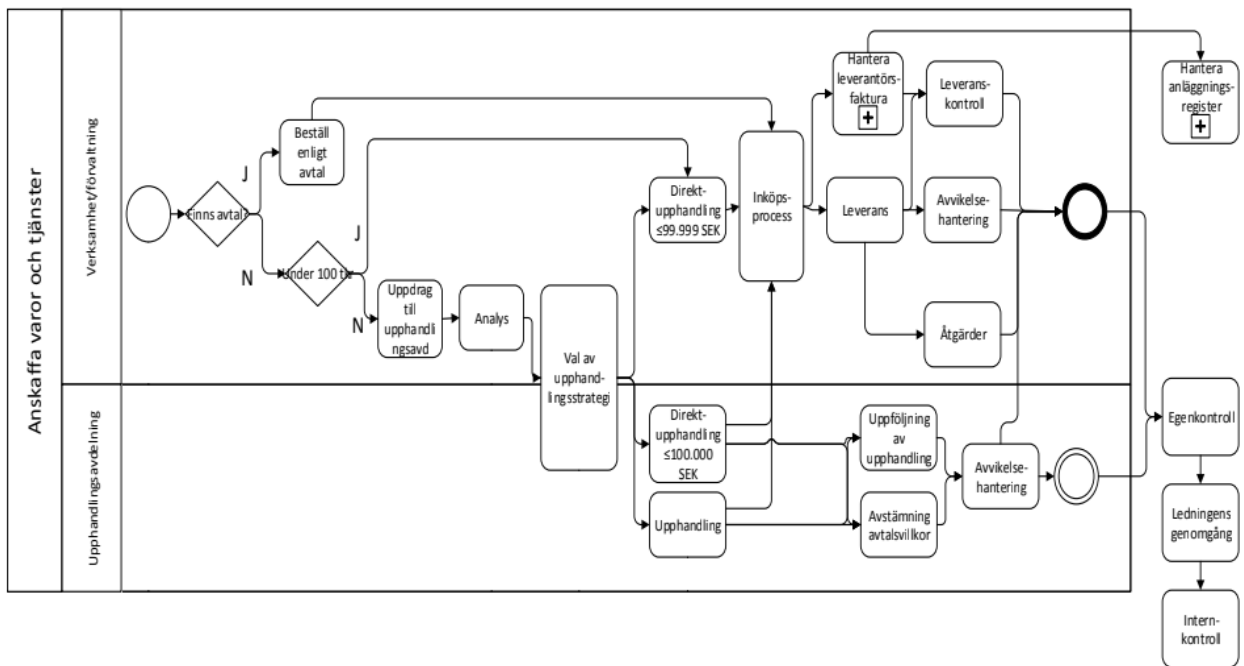 Anskaffa varor och tjänster
Verksamhet/förvaltning
Upphandlingsavdelning
Finns avtal?
J
N
Beställ
enligt
avtal
Under 100 tkr
J
N
Uppdrag
till
upphandli
ngsavd
Analys
Val av
upphand-
lingsstrategi
Direkt-
upphandling
≤99.999 SEK
Inköps-
process
Hantera
leverantörs-
faktura
Leverans-
kontroll
Leverans
Avvikelse-
hantering
Åtgärder
Hantera
anläggnings-
register
Direkt-
upphandling
≤100.000
SEK
Upphandling
Uppföljning
av
upphandling
Avstämning
avtalsvillkor
Avvikelse-
hantering
Egenkontroll
Ledningens
genomgång
Intern-
kontroll